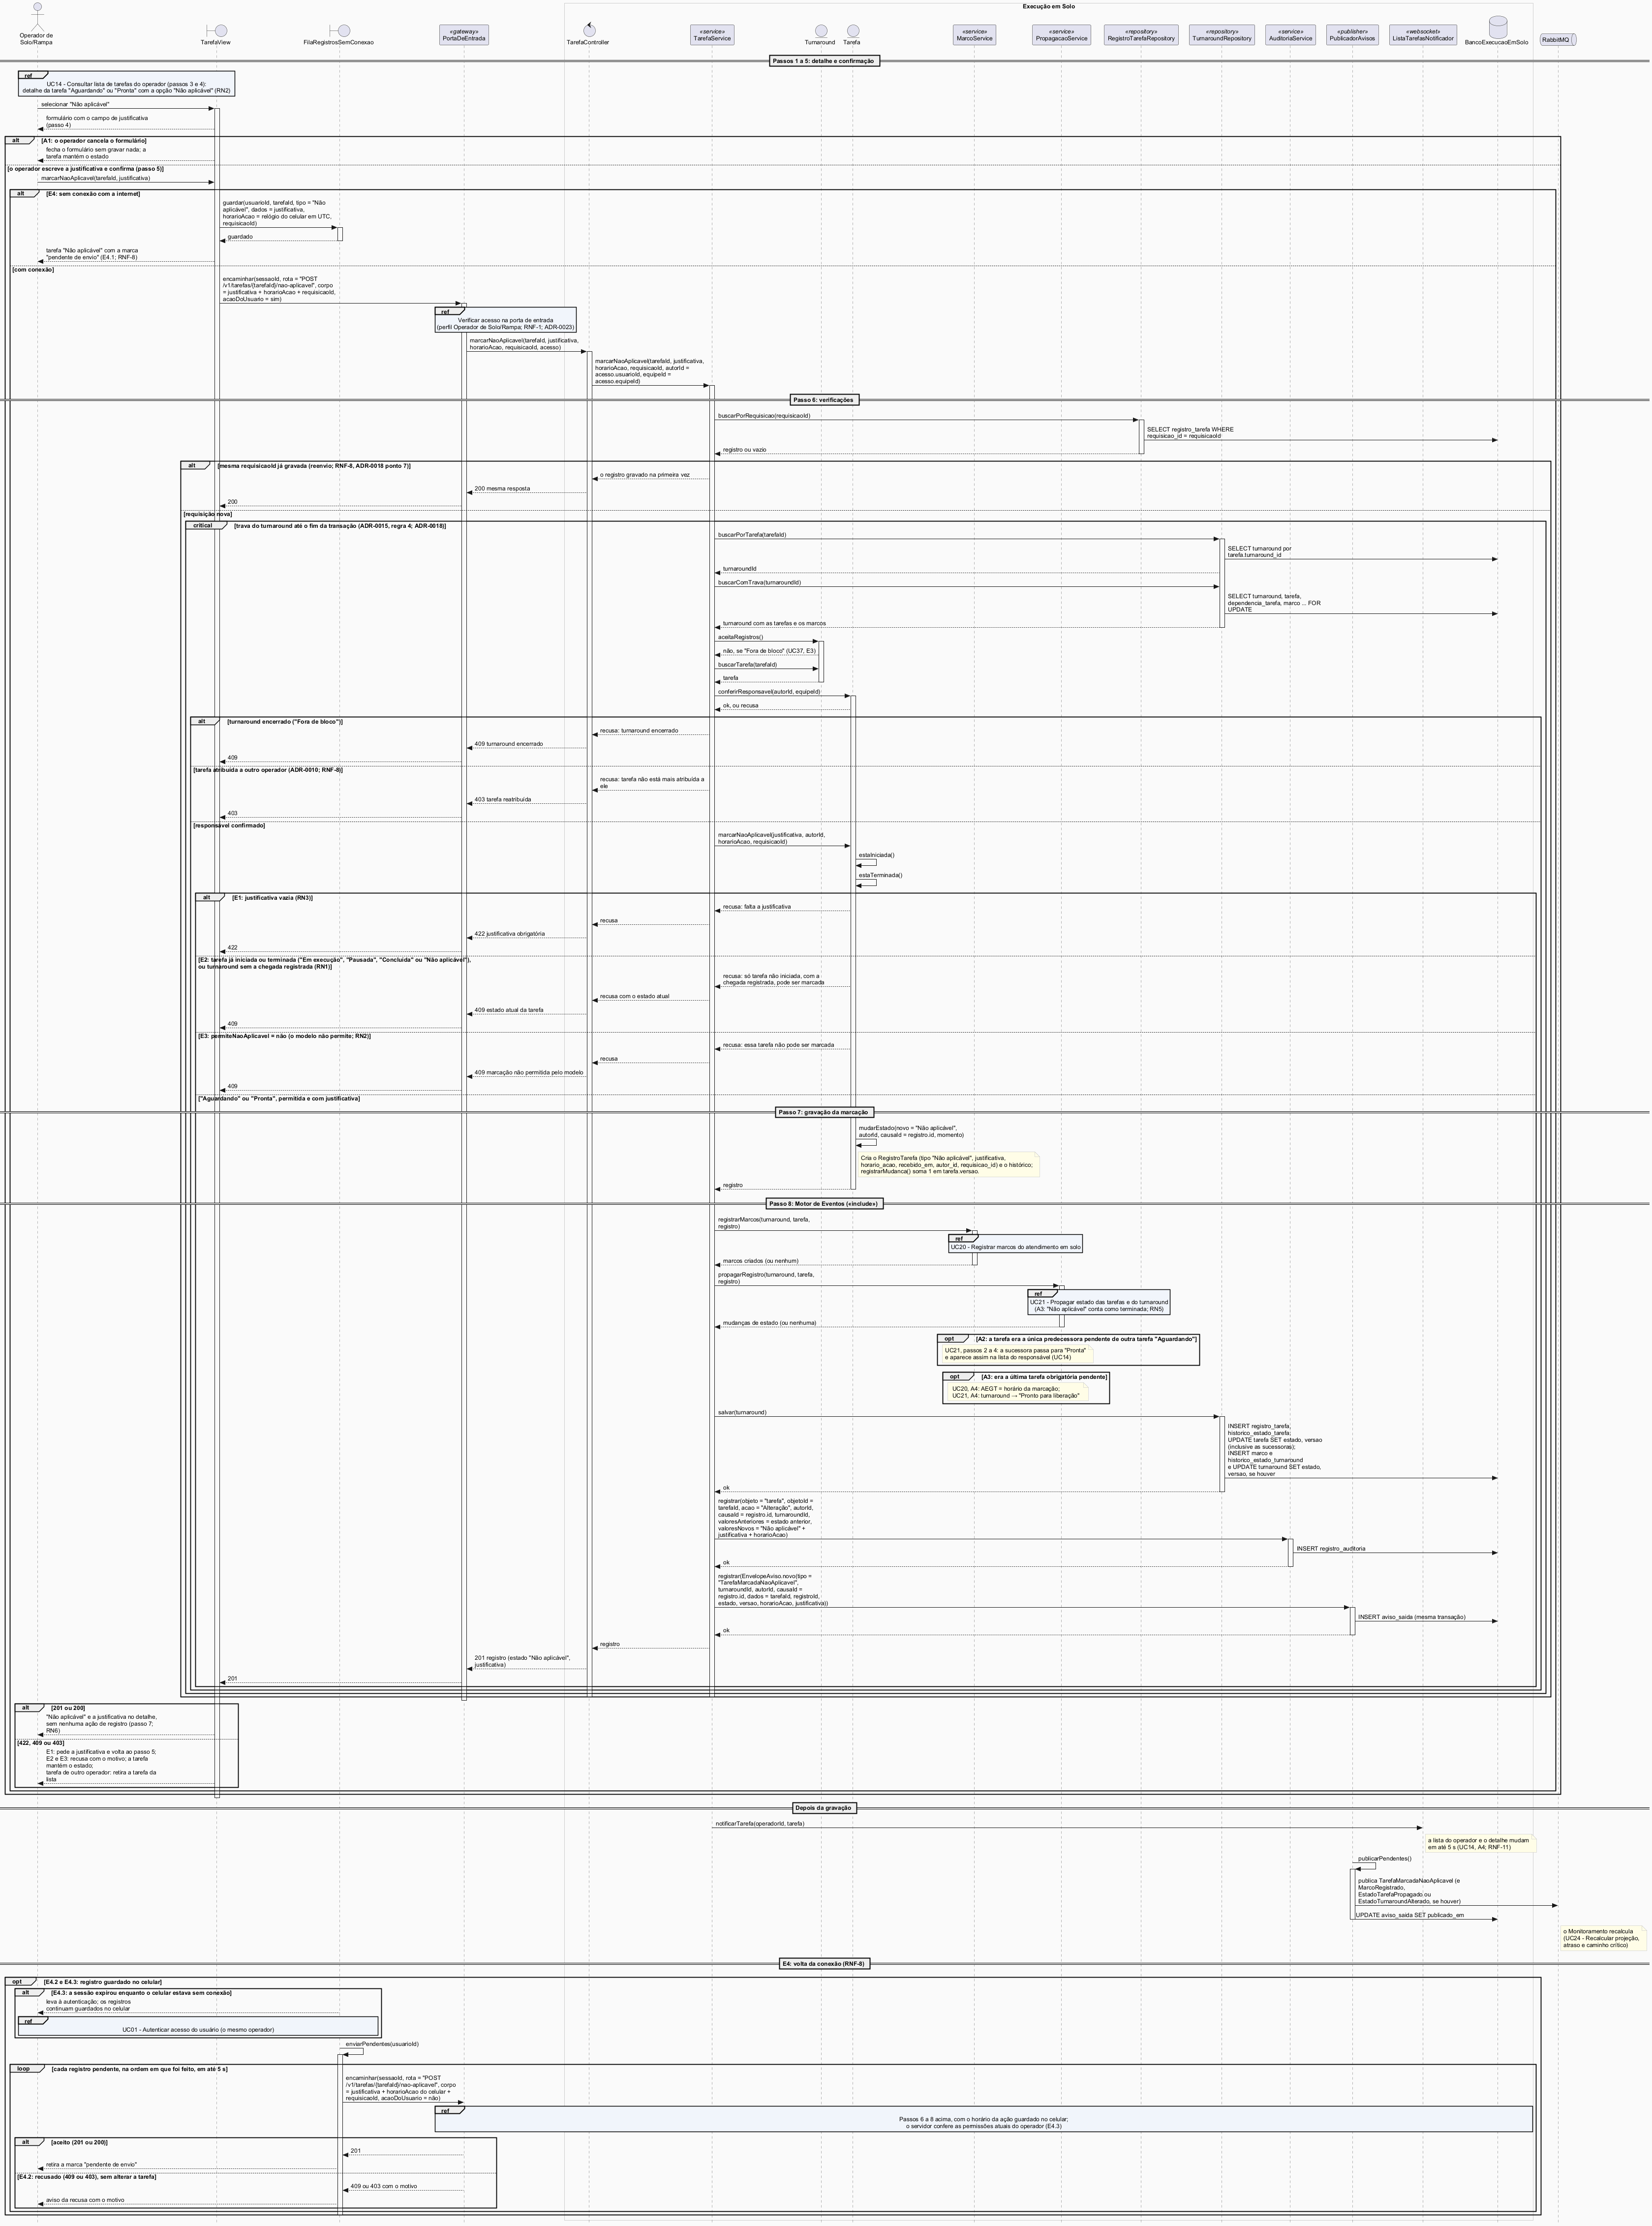 Execução em Solo
Operador de
Solo/Rampa
TarefaView
FilaRegistrosSemConexao
«gateway»
PortaDeEntrada
TarefaController
«service»
TarefaService
Turnaround
Tarefa
«service»
MarcoService
«service»
PropagacaoService
«repository»
RegistroTarefaRepository
«repository»
TurnaroundRepository
«service»
AuditoriaService
«publisher»
PublicadorAvisos
«websocket»
ListaTarefasNotificador
BancoExecucaoEmSolo
RabbitMQ
Passos 1 a 5: detalhe e confirmação
ref
UC14 - Consultar lista de tarefas do operador (passos 3 e 4):
detalhe da tarefa "Aguardando" ou "Pronta" com a opção "Não aplicável" (RN2)
selecionar "Não aplicável"
formulário com o campo de justificativa
(passo 4)
alt [A1: o operador cancela o formulário]
fecha o formulário sem gravar nada; a
tarefa mantém o estado
[o operador escreve a justificativa e confirma (passo 5)]
marcarNaoAplicavel(tarefaId, justificativa)
alt [E4: sem conexão com a internet]
guardar(usuarioId, tarefaId, tipo = "Não
aplicável", dados = justificativa,
horarioAcao = relógio do celular em UTC,
requisicaoId)
guardado
tarefa "Não aplicável" com a marca
"pendente de envio" (E4.1; RNF-8)
[com conexão]
encaminhar(sessaoId, rota = "POST
/v1/tarefas/{tarefaId}/nao-aplicavel", corpo
= justificativa + horarioAcao + requisicaoId,
acaoDoUsuario = sim)
ref
Verificar acesso na porta de entrada
(perfil Operador de Solo/Rampa; RNF-1; ADR-0023)
marcarNaoAplicavel(tarefaId, justificativa,
horarioAcao, requisicaoId, acesso)
marcarNaoAplicavel(tarefaId, justificativa,
horarioAcao, requisicaoId, autorId =
acesso.usuarioId, equipeId =
acesso.equipeId)
Passo 6: verificações
buscarPorRequisicao(requisicaoId)
SELECT registro_tarefa WHERE
requisicao_id = requisicaoId
registro ou vazio
alt [mesma requisicaoId já gravada (reenvio; RNF-8, ADR-0018 ponto 7)]
o registro gravado na primeira vez
200 mesma resposta
200
[requisição nova]
critical [trava do turnaround até o fim da transação (ADR-0015, regra 4; ADR-0018)]
buscarPorTarefa(tarefaId)
SELECT turnaround por
tarefa.turnaround_id
turnaroundId
buscarComTrava(turnaroundId)
SELECT turnaround, tarefa,
dependencia_tarefa, marco ... FOR
UPDATE
turnaround com as tarefas e os marcos
aceitaRegistros()
não, se "Fora de bloco" (UC37, E3)
buscarTarefa(tarefaId)
tarefa
conferirResponsavel(autorId, equipeId)
ok, ou recusa
alt [turnaround encerrado ("Fora de bloco")]
recusa: turnaround encerrado
409 turnaround encerrado
409
[tarefa atribuída a outro operador (ADR-0010; RNF-8)]
recusa: tarefa não está mais atribuída a
ele
403 tarefa reatribuída
403
[responsável confirmado]
marcarNaoAplicavel(justificativa, autorId,
horarioAcao, requisicaoId)
estaIniciada()
estaTerminada()
alt [E1: justificativa vazia (RN3)]
recusa: falta a justificativa
recusa
422 justificativa obrigatória
422
[E2: tarefa já iniciada ou terminada ("Em execução", "Pausada", "Concluída" ou "Não aplicável"),
ou turnaround sem a chegada registrada (RN1)]
recusa: só tarefa não iniciada, com a
chegada registrada, pode ser marcada
recusa com o estado atual
409 estado atual da tarefa
409
[E3: permiteNaoAplicavel = não (o modelo não permite; RN2)]
recusa: essa tarefa não pode ser marcada
recusa
409 marcação não permitida pelo modelo
409
["Aguardando" ou "Pronta", permitida e com justificativa]
Passo 7: gravação da marcação
mudarEstado(novo = "Não aplicável",
autorId, causaId = registro.id, momento)
Cria o RegistroTarefa (tipo "Não aplicável", justificativa,
horario_acao, recebido_em, autor_id, requisicao_id) e o histórico;
registrarMudanca() soma 1 em tarefa.versao.
registro
Passo 8: Motor de Eventos («include»)
registrarMarcos(turnaround, tarefa,
registro)
ref
UC20 - Registrar marcos do atendimento em solo
marcos criados (ou nenhum)
propagarRegistro(turnaround, tarefa,
registro)
ref
UC21 - Propagar estado das tarefas e do turnaround
(A3: "Não aplicável" conta como terminada; RN5)
mudanças de estado (ou nenhuma)
opt [A2: a tarefa era a única predecessora pendente de outra tarefa "Aguardando"]
UC21, passos 2 a 4: a sucessora passa para "Pronta"
e aparece assim na lista do responsável (UC14)
opt [A3: era a última tarefa obrigatória pendente]
UC20, A4: AEGT = horário da marcação;
UC21, A4: turnaround → "Pronto para liberação"
salvar(turnaround)
INSERT registro_tarefa,
historico_estado_tarefa;
UPDATE tarefa SET estado, versao
(inclusive as sucessoras);
INSERT marco e
historico_estado_turnaround
e UPDATE turnaround SET estado,
versao, se houver
ok
registrar(objeto = "tarefa", objetoId =
tarefaId, acao = "Alteração", autorId,
causaId = registro.id, turnaroundId,
valoresAnteriores = estado anterior,
valoresNovos = "Não aplicável" +
justificativa + horarioAcao)
INSERT registro_auditoria
ok
registrar(EnvelopeAviso.novo(tipo =
"TarefaMarcadaNaoAplicavel",
turnaroundId, autorId, causaId =
registro.id, dados = tarefaId, registroId,
estado, versao, horarioAcao, justificativa))
INSERT aviso_saida (mesma transação)
ok
registro
201 registro (estado "Não aplicável",
justificativa)
201
alt [201 ou 200]
"Não aplicável" e a justificativa no detalhe,
sem nenhuma ação de registro (passo 7;
RN6)
[422, 409 ou 403]
E1: pede a justificativa e volta ao passo 5;
E2 e E3: recusa com o motivo; a tarefa
mantém o estado;
tarefa de outro operador: retira a tarefa da
lista
Depois da gravação
notificarTarefa(operadorId, tarefa)
a lista do operador e o detalhe mudam
em até 5 s (UC14, A4; RNF-11)
publicarPendentes()
publica TarefaMarcadaNaoAplicavel (e
MarcoRegistrado,
EstadoTarefaPropagado ou
EstadoTurnaroundAlterado, se houver)
UPDATE aviso_saida SET publicado_em
o Monitoramento recalcula
(UC24 - Recalcular projeção,
atraso e caminho crítico)
E4: volta da conexão (RNF-8)
opt [E4.2 e E4.3: registro guardado no celular]
alt [E4.3: a sessão expirou enquanto o celular estava sem conexão]
leva à autenticação; os registros
continuam guardados no celular
ref
UC01 - Autenticar acesso do usuário (o mesmo operador)
enviarPendentes(usuarioId)
loop [cada registro pendente, na ordem em que foi feito, em até 5 s]
encaminhar(sessaoId, rota = "POST
/v1/tarefas/{tarefaId}/nao-aplicavel", corpo
= justificativa + horarioAcao do celular +
requisicaoId, acaoDoUsuario = não)
ref
Passos 6 a 8 acima, com o horário da ação guardado no celular;
o servidor confere as permissões atuais do operador (E4.3)
alt [aceito (201 ou 200)]
201
retira a marca "pendente de envio"
[E4.2: recusado (409 ou 403), sem alterar a tarefa]
409 ou 403 com o motivo
aviso da recusa com o motivo